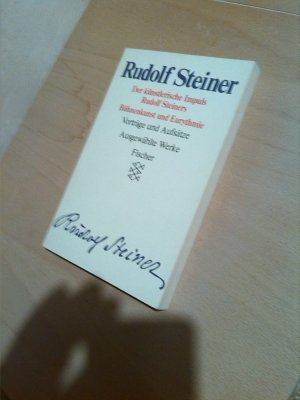 Rudolf Steiner
Der künstlerische Impuls
Rudolf Steiners
Bühnenkunst und Eurythmie
Vorträge und Aufsätze
Ausgewählte Werke
Fischer
Rudolf Steiner